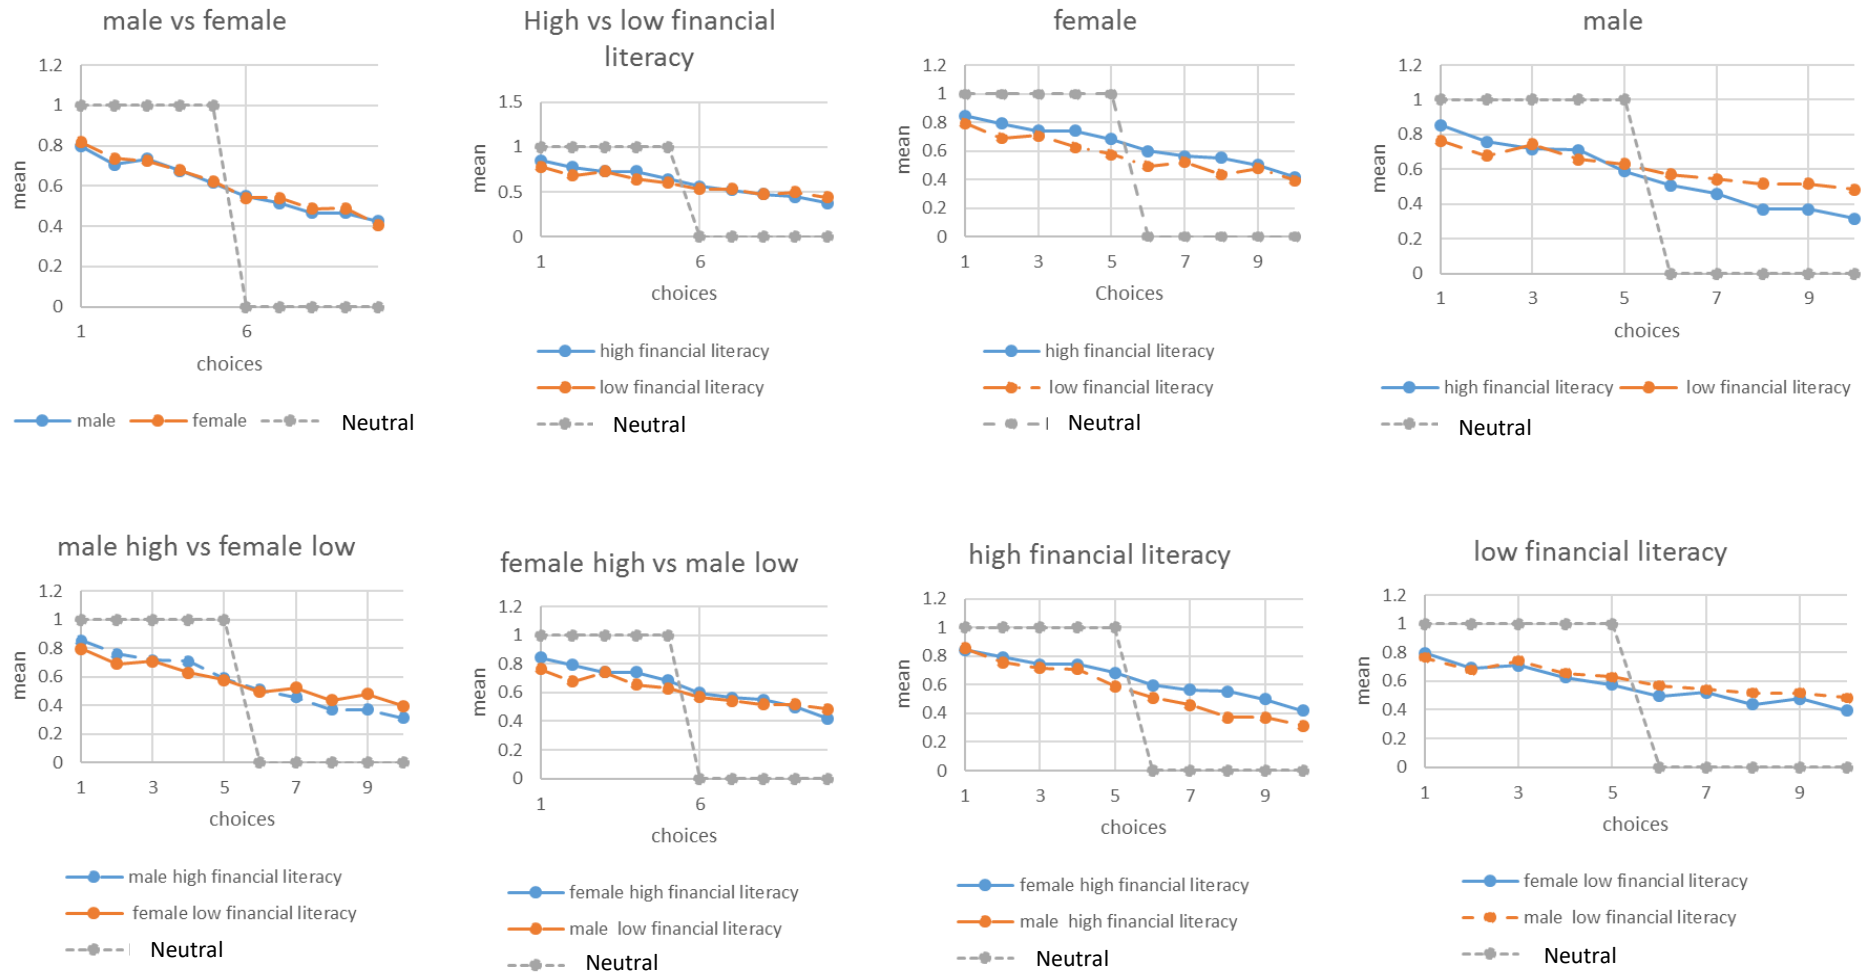 male vs female
1.2
1
0.8
0.6
0.4
0.2
0
mean
1 6
choices
male female Neutral
High vs low financial
literacy
1.5
1
0.5
0
mean
1 6
choices
high financial literacy
low financial literacy
Neutral
female
1.2
1
0.8
0.6
0.4
0.2
0
mean
1 3 5 7 9
Choices
high financial literacy
low financial literacy
Neutral
male
1.2
1
0.8
0.6
0.4
0.2
0
mean
1 3 5 7 9
choices
high financial literacy low financial literacy
Neutral
male high vs female low
1.2
1
0.8
0.6
0.4
0.2
0
mean
1 3 5 7 9
choices
male high financial literacy
female low financial literacy
Neutral
female high vs male low
1.2
1
0.8
0.6
0.4
0.2
0
mean
1 6
choices
female high financial literacy
male low financial literacy
Neutral
high financial literacy
1.2
1
0.8
0.6
0.4
0.2
0
mean
1 3 5 7 9
choices
female high financial literacy
male high financial literacy
Neutral
low financial literacy
1.2
1
0.8
0.6
0.4
0.2
0
mean
1 3 5 7 9
choices
female low financial literacy
male low financial literacy
Neutral